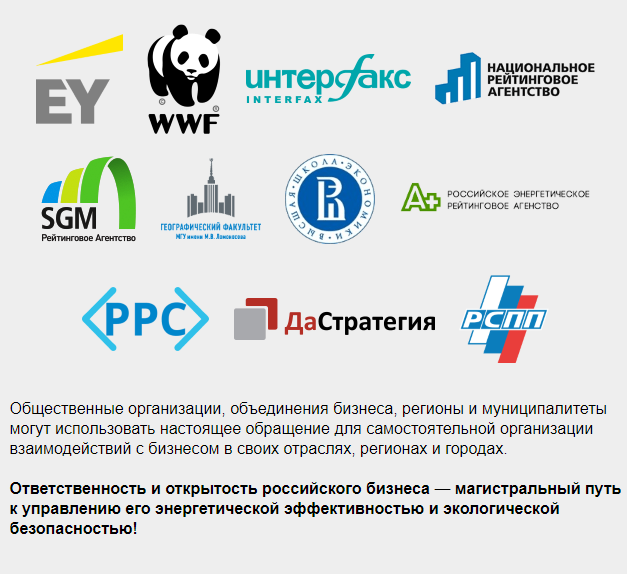 EY
WWF
интерфакс
INTERFAX
НАЦИОНАЛЬНОЕ
РЕЙТИНГОВОЕ
АГЕНТСТВО
SGM
Рейтинговое Агентство
ГЕОГРАФИЧЕСКИЙ ФАКУЛЬТЕТ
МГУ имени М.В. Ломоносова
ВЫСШАЯ ШКОЛА ЭКОНОМИКИ
A+
РОССИЙСКОЕ ЭНЕРГЕТИЧЕСКОЕ
РЕЙТИНГОВОЕ АГЕНСТВО
РРС
ДаСтратегия
РСПП
Общественные организации, объединения бизнеса, регионы и муниципалитеты
могут использовать настоящее обращение для самостоятельной организации
взаимодействий с бизнесом в своих отраслях, регионах и городах.
Ответственность и открытость российского бизнеса — магистральный путь
к управлению его энергетической эффективностью и экологической
безопасностью!